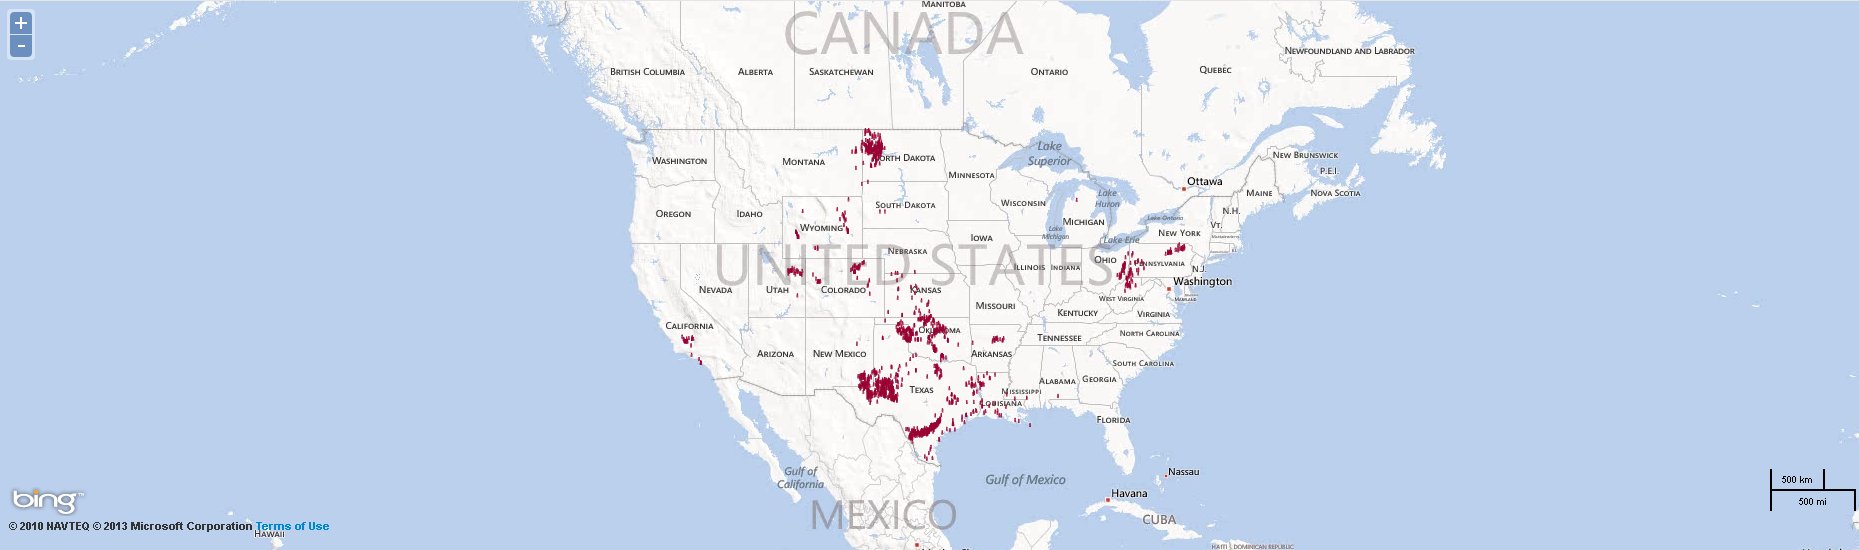 MANITOBA
CANADA
NEWFOUNDLAND AND LABRADOR
+
-
BRITISH COLUMBIA
ALBERTA
SASKATCHEWAN
ONTARIO
QUEBEC
Lake
Superior
NEW BRUNSWICK
P.E.I.
WASHINGTON
MONTANA
NORTH DAKOTA
MINNESOTA
Ottawa
MAINE
NOVA SCOTIA
Lake
Huron
OREGON
IDAHO
SOUTH DAKOTA
WISCONSIN
N.H.
VT.
Lake Ontario
MICHIGAN
WYOMING
Lake
Michigan
Lake Erie
NEW YORK
IOWA
UNITED STATES
NEBRASKA
ILLINOIS
INDIANA
OHIO
PENNSYLVANIA
N.J.
NEVADA
UTAH
COLORADO
KANSAS
Washington
MARYLAND
WEST VIRGINIA
MISSOURI
KENTUCKY
VIRGINIA
CALIFORNIA
OKLAHOMA
TENNESSEE
NORTH CAROLINA
ARIZONA
NEW MEXICO
ARKANSAS
SOUTH CAROLINA
TEXAS
MISSISSIPPI
ALABAMA
GEORGIA
LOUISIANA
FLORIDA
Gulf of
California
Gulf of Mexico
Nassau
500 km
500 mi
Havana
bing™
MEXICO
CUBA
© 2010 NAVTEQ © 2013 Microsoft Corporation Terms of Use
HAWAII
HAITI
DOMINICAN REPUBLIC